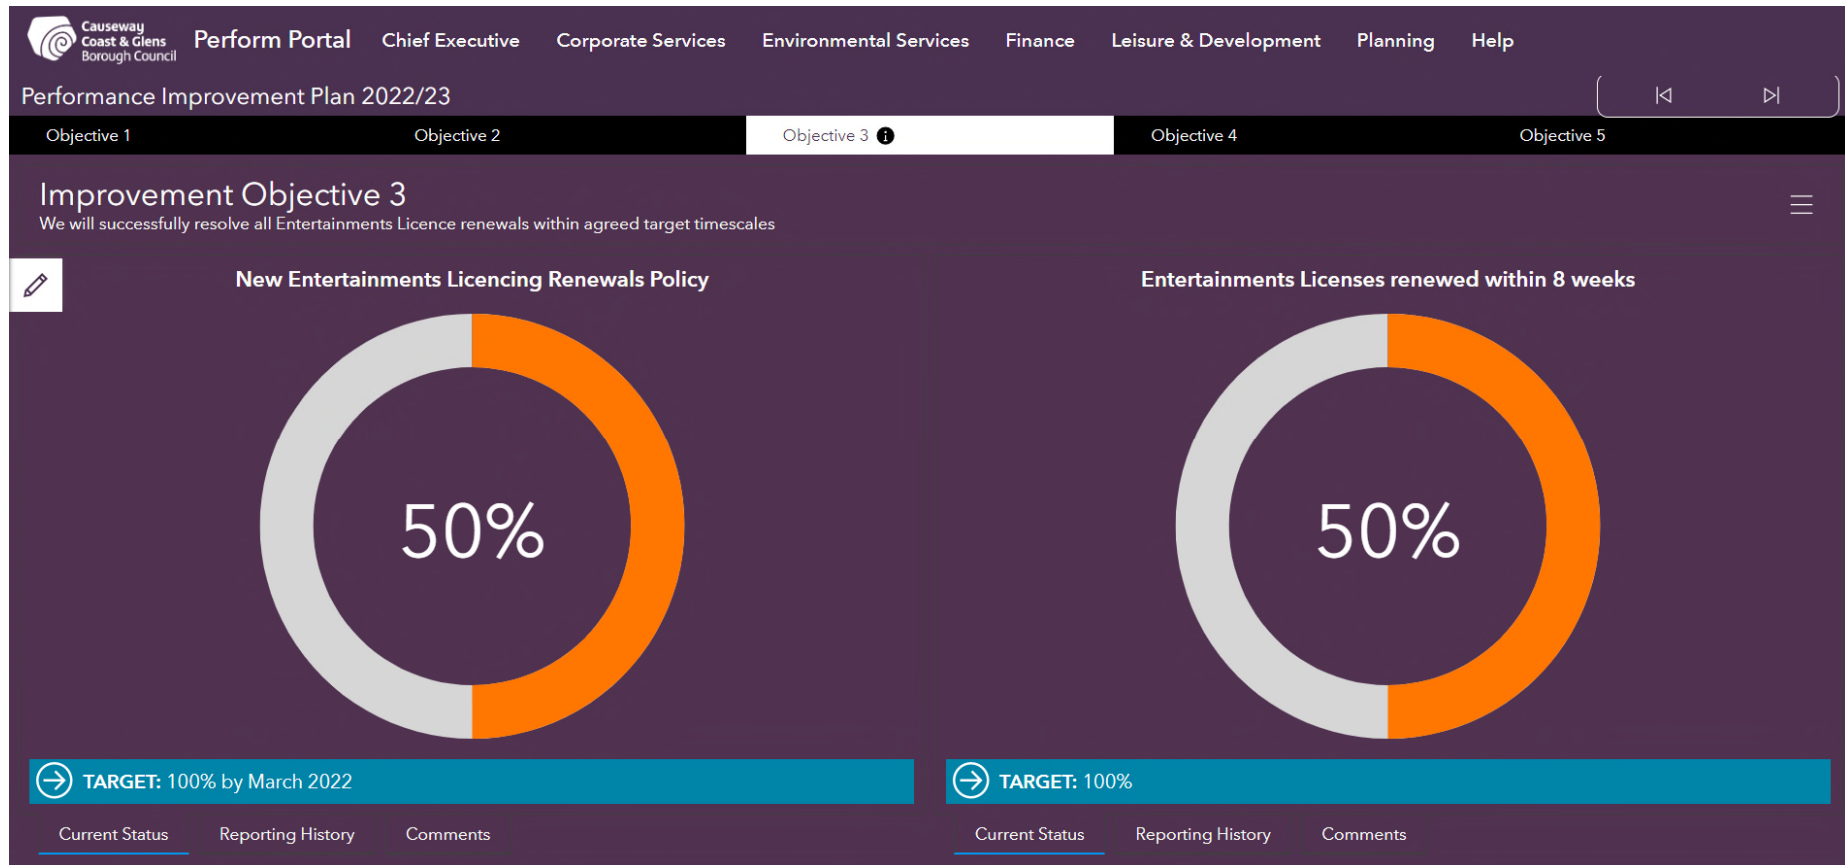 Causeway
Coast & Glens
Borough Council
Perform Portal Chief Executive Corporate Services Environmental Services Finance Leisure & Development Planning Help
Performance Improvement Plan 2022/23
Objective 1 Objective 2 Objective 3 Objective 4 Objective 5
Improvement Objective 3
We will successfully resolve all Entertainments Licence renewals within agreed target timescales
New Entertainments Licencing Renewals Policy
50%
TARGET: 100% by March 2022
Current Status Reporting History Comments
Entertainments Licenses renewed within 8 weeks
50%
TARGET: 100%
Current Status Reporting History Comments